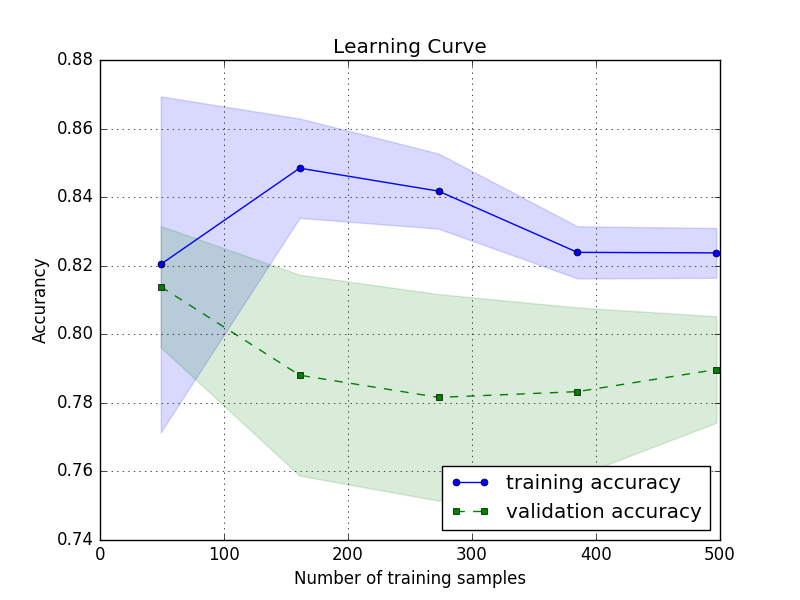 Learning Curve
0.88
0.86
0.84
0.82
0.80
0.78
0.76
0.74
Accurancy
0
100
200
300
400
500
Number of training samples
training accuracy
validation accuracy